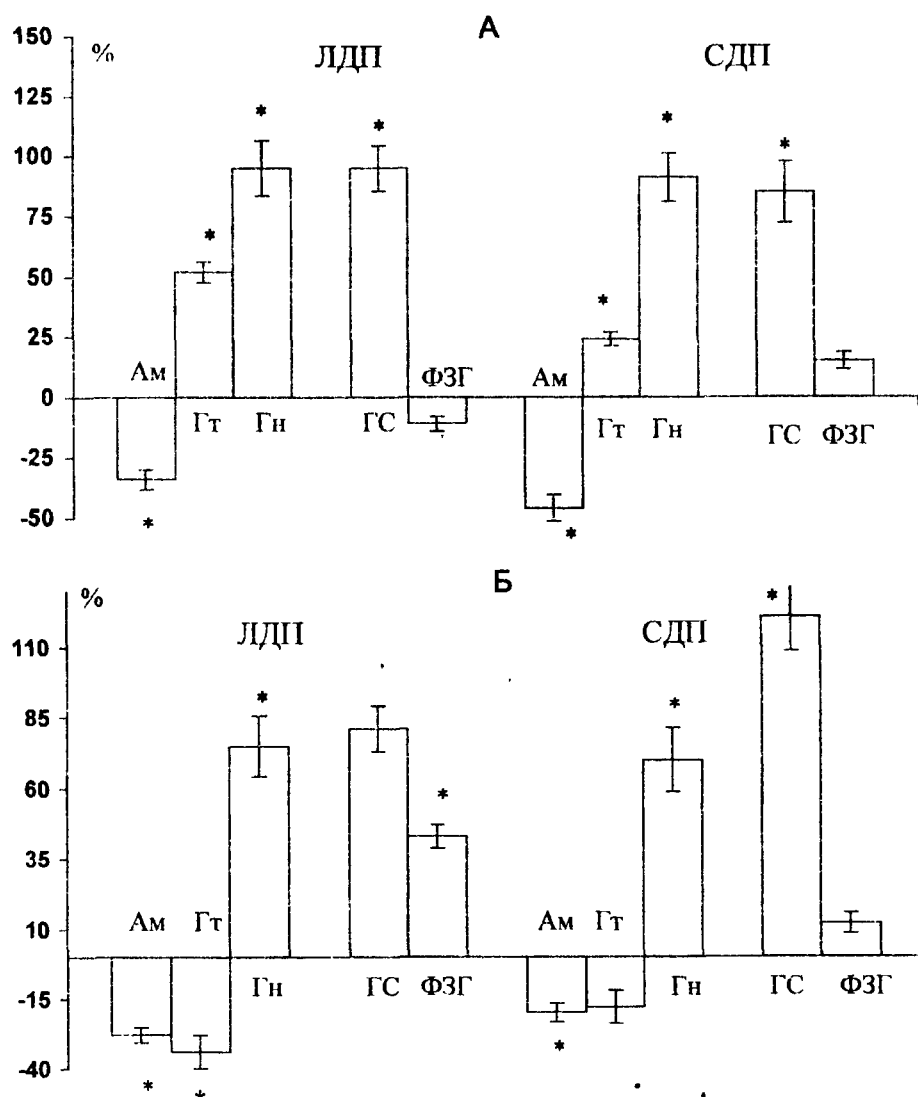 А
150
%
ЛДП
СДП
125
*
*
*
*
100
75
*
50
*
25
Ам
ФЗГ
Ам
0
Гт
Гн
ГС
Гт
Гн
ГС
ФЗГ
-25
-50
*
*
Б
%
ЛДП
СДП
*
110
*
*
85
*
60
35
Ам
Гт
Ам
Гт
10
Гн
ГС
ФЗГ
Гн
ГС
ФЗГ
-15
*
-40
*
*